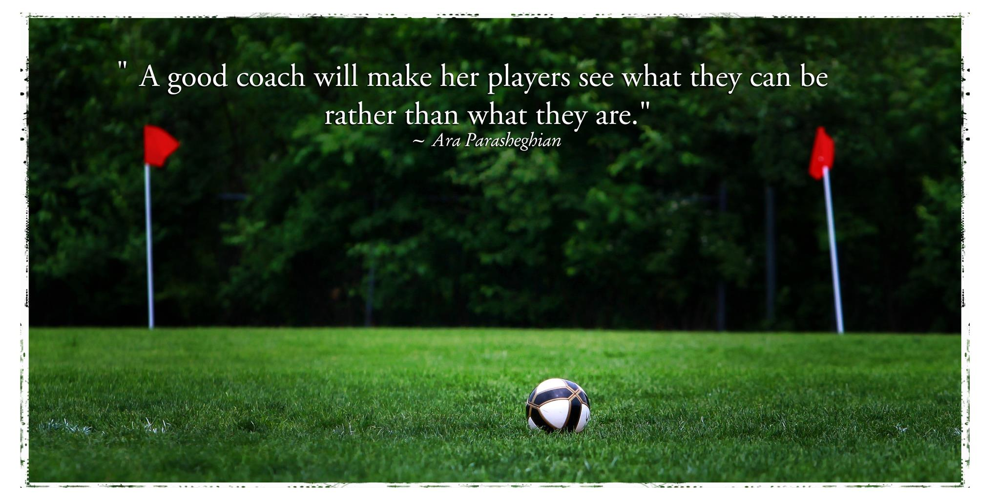 " A good coach will make her players see what they can be
rather than what they are."
~ Ara Parasheghian